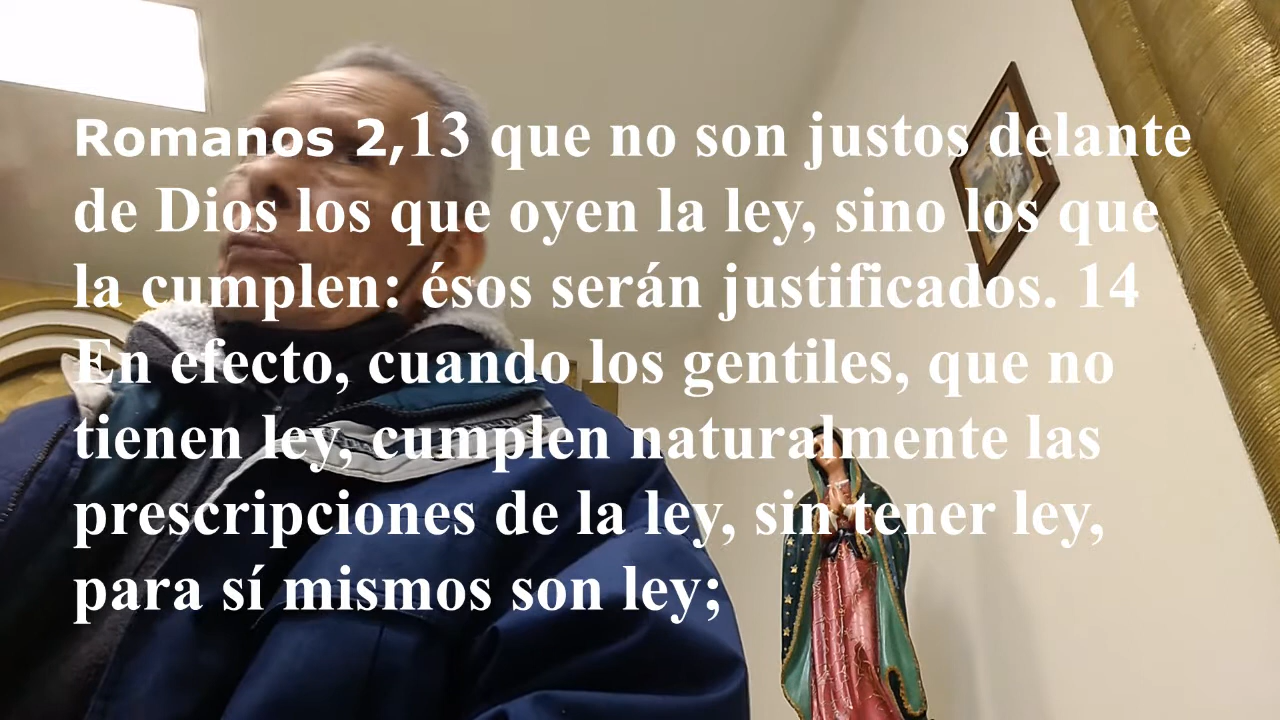 Romanos 2,13 que no son justos delante
de Dios los que oyen la ley, sino los que
la cumplen: ésos serán justificados. 14
En efecto, cuando los gentiles, que no
tienen ley, cumplen naturalmente las
prescripciones de la ley, sin tener ley,
para sí mismos son ley;